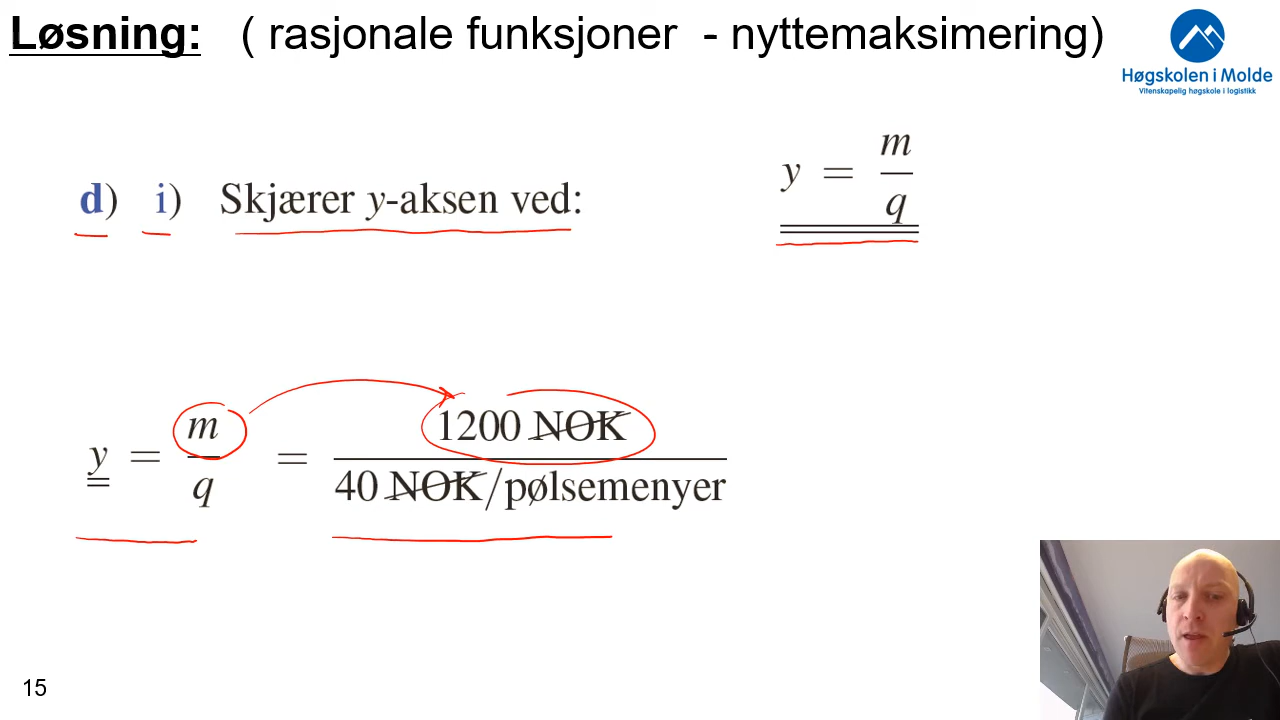 Løsning: ( rasjonale funksjoner - nyttemaksimering)
Høgskolen i Molde
Vitenskapelig høgskole i logistikk
d) i) Skjærer y-aksen ved:
y = m/q
y = m/q = 1200 NOK / 40 NOK/pølsemenyer
15